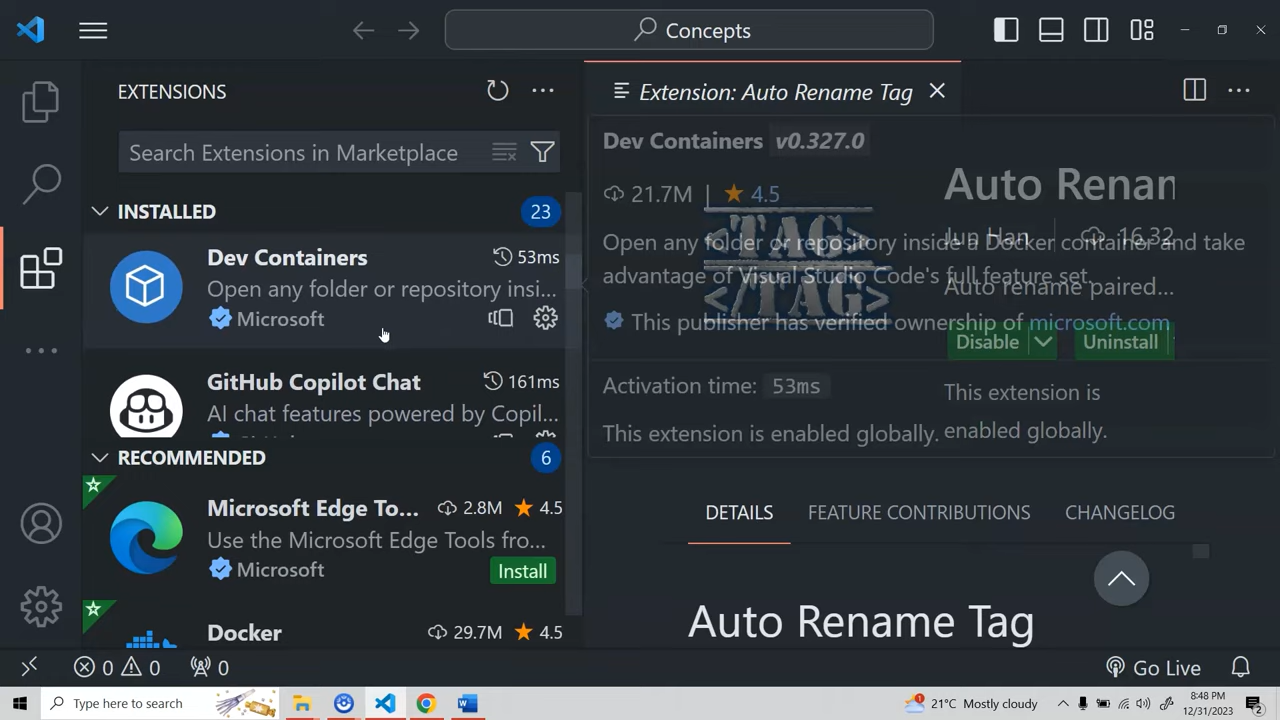 Concepts
EXTENSIONS
Search Extensions in Marketplace
INSTALLED
23
Dev Containers
53ms
Open any folder or repository insi...
Microsoft
GitHub Copilot Chat
161ms
AI chat features powered by Copil...
RECOMMENDED
6
Microsoft Edge To...
2.8M
4.5
Use the Microsoft Edge Tools fro...
Microsoft
Install
Docker
29.7M
4.5
Extension: Auto Rename Tag
Dev Containers v0.327.0
21.7M | 4.5
Open any folder or repository inside a Docker container and take
advantage of Visual Studio Code's full feature set.
This publisher has verified ownership of microsoft.com
Activation time: 53ms
This extension is enabled globally.
<TAG>
</TAG>
Auto Renan
Jun Han
16.32
Auto rename paired...
Disable
Uninstall
This extension is
enabled globally.
DETAILS
FEATURE CONTRIBUTIONS
CHANGELOG
Auto Rename Tag
0
0
0
Go Live
Type here to search
21°C Mostly cloudy
8:48 PM
12/31/2023
2